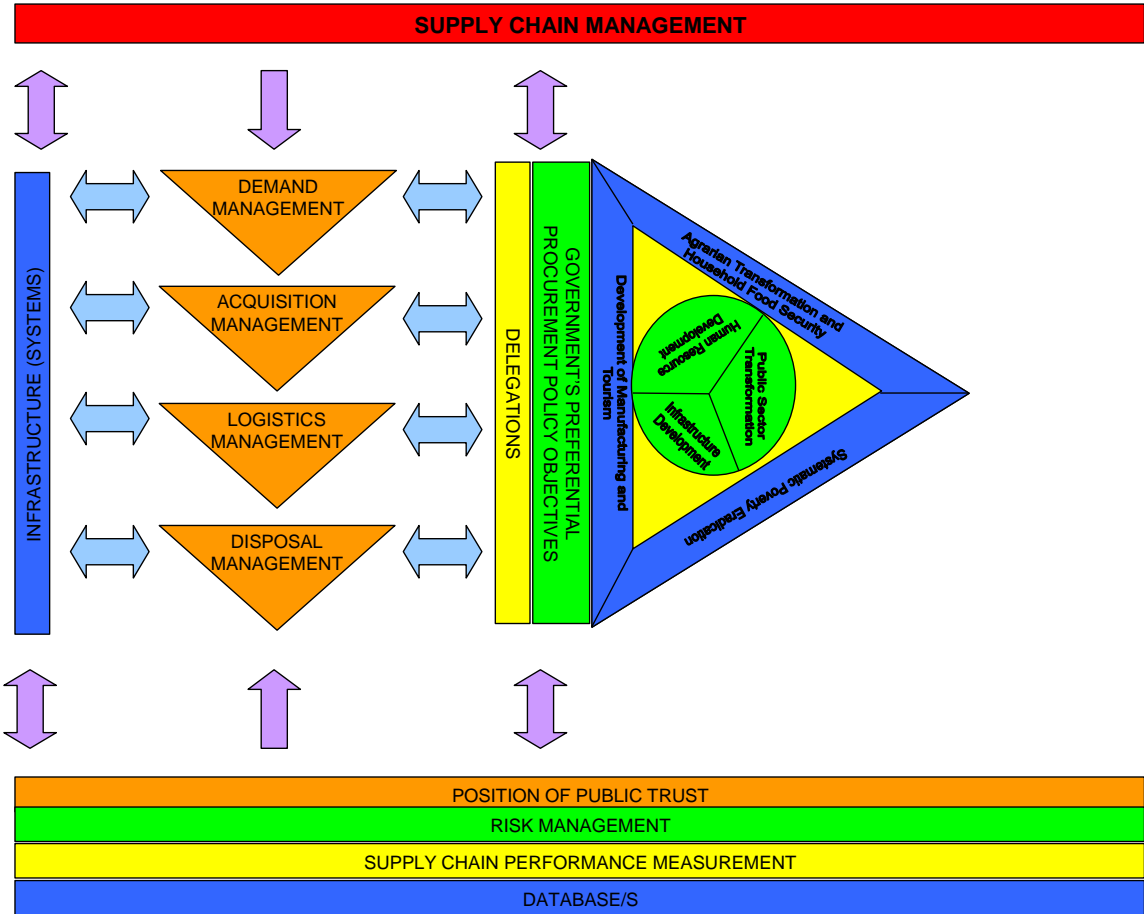 SUPPLY CHAIN MANAGEMENT
INFRASTRUCTURE (SYSTEMS)
DEMAND
MANAGEMENT
ACQUISITION
MANAGEMENT
LOGISTICS
MANAGEMENT
DISPOSAL
MANAGEMENT
DELEGATIONS
GOVERNMENT'S PREFERENTIAL
PROCUREMENT POLICY OBJECTIVES
Development of Manufacturing and
Tourism
Agrarian Transformation and
Household Food Security
Systematic Poverty Eradication
Human Resource
Development
Public Sector
Transformation
Infrastructure
Development
POSITION OF PUBLIC TRUST
RISK MANAGEMENT
SUPPLY CHAIN PERFORMANCE MEASUREMENT
DATABASE/S